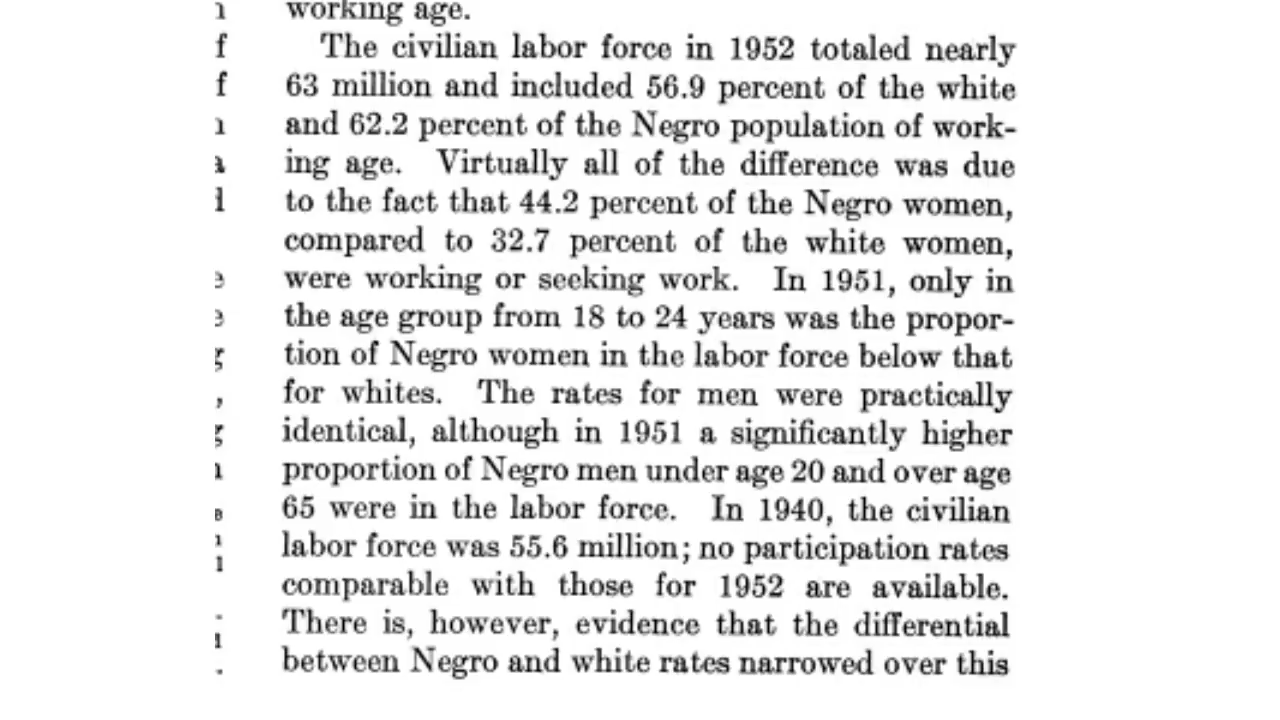 working age.
The civilian labor force in 1952 totaled nearly
63 million and included 56.9 percent of the white
and 62.2 percent of the Negro population of work-
ing age. Virtually all of the difference was due
to the fact that 44.2 percent of the Negro women,
compared to 32.7 percent of the white women,
were working or seeking work. In 1951, only in
the age group from 18 to 24 years was the propor-
tion of Negro women in the labor force below that
for whites. The rates for men were practically
identical, although in 1951 a significantly higher
proportion of Negro men under age 20 and over age
65 were in the labor force. In 1940, the civilian
labor force was 55.6 million; no participation rates
comparable with those for 1952 are available.
There is, however, evidence that the differential
between Negro and white rates narrowed over this